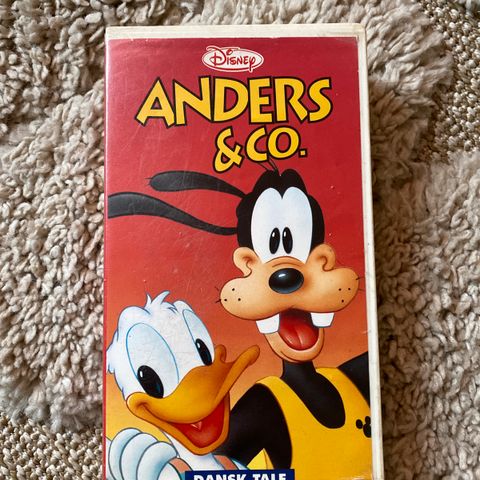 Disney
ANDERS
& CO.
DANSK TALE